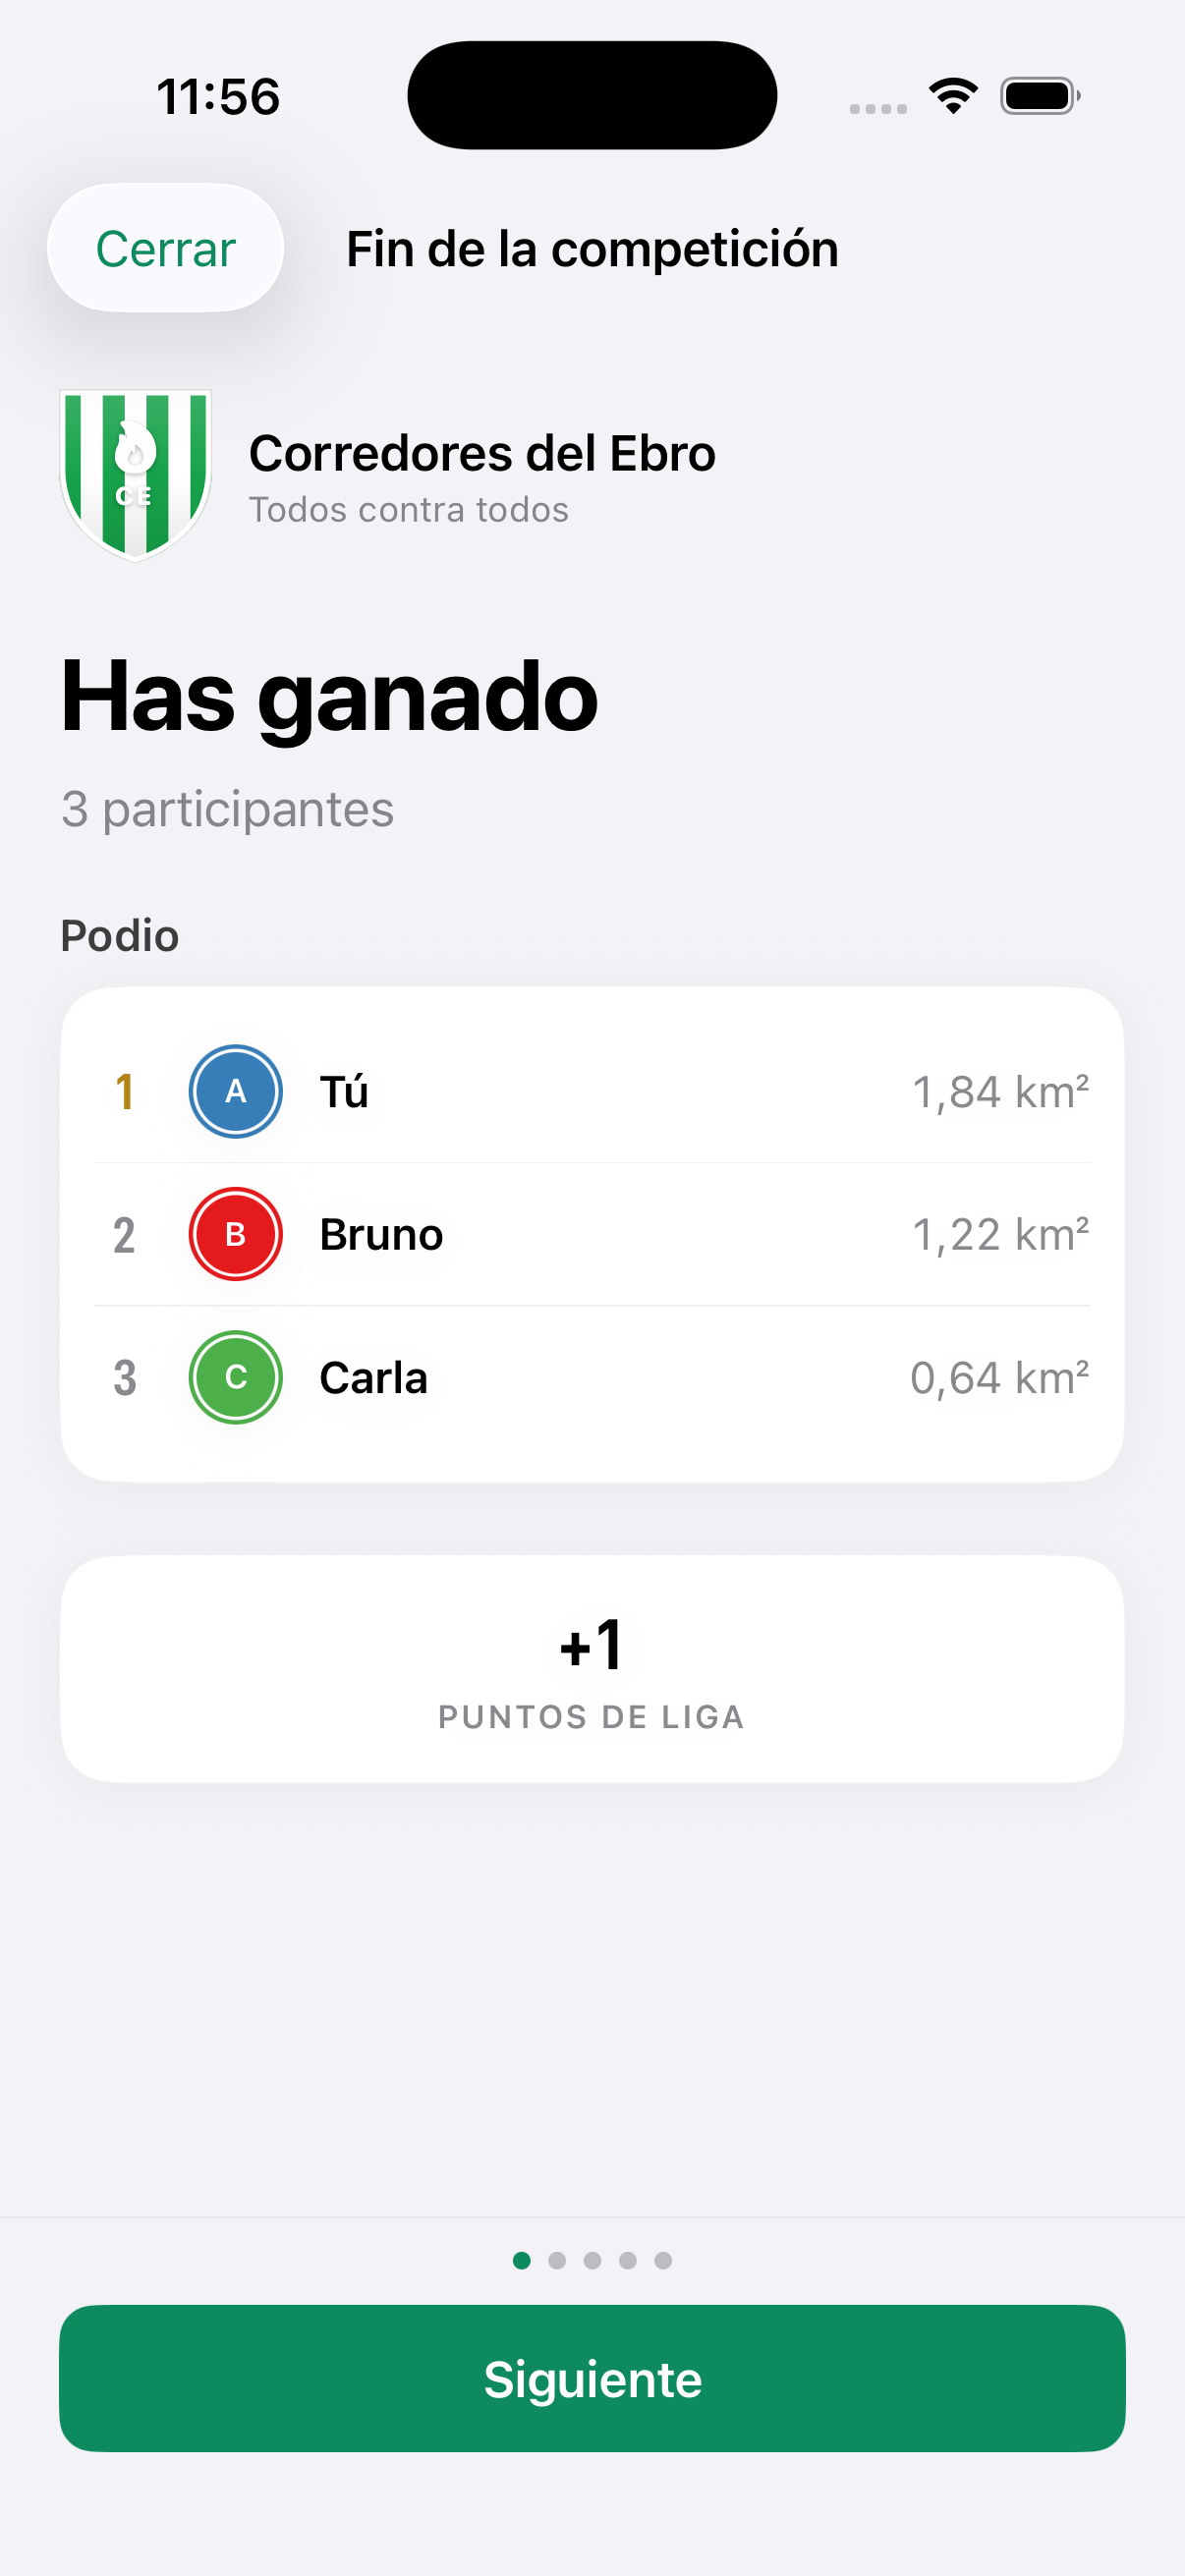 11:56
Cerrar
Fin de la competición
CE
Corredores del Ebro
Todos contra todos
Has ganado
3 participantes
Podio
1 A Tú 1,84 km²
2 B Bruno 1,22 km²
3 C Carla 0,64 km²
+1
PUNTOS DE LIGA
Siguiente